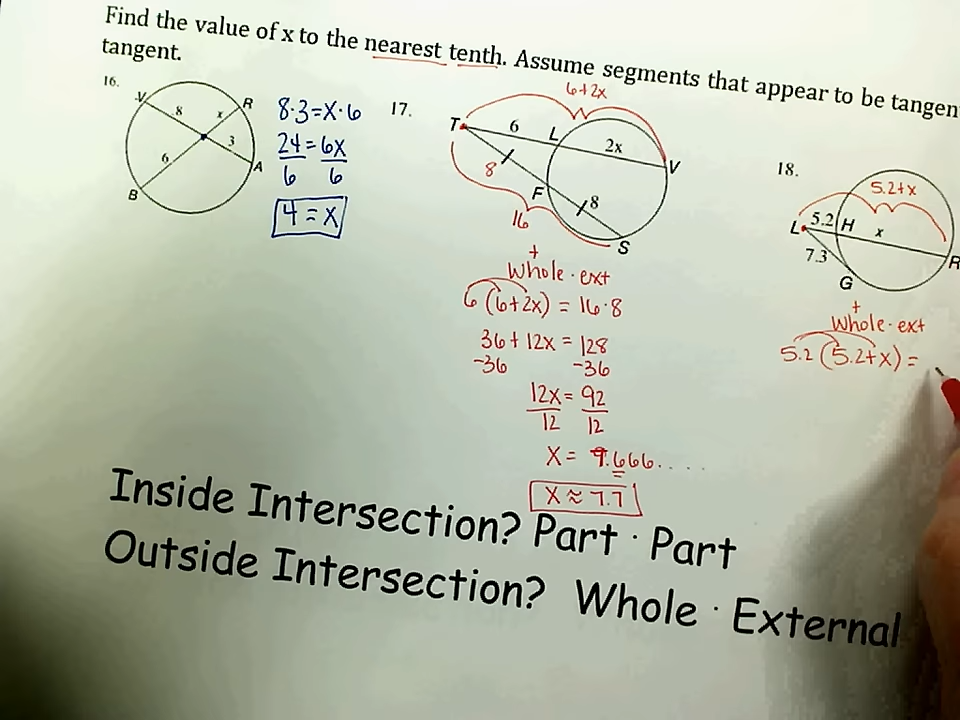 Find the value of x to the nearest tenth. Assume segments that appear to be tangen
tangent.
16.
V
8
x
R
3
6
A
B
8·3=x·6
24=6x
6 6
4 = x
17.
6+2x
T
6
L
2x
V
8
F
8
16
S
+
Whole · ext
6(6+2x) = 16·8
36+12x = 128
-36 -36
12x = 92
12 12
x = 7.666....
x ≈ 7.7
18.
5.2+x
L
5.2
H
x
R
7.3
G
+
Whole · ext
5.2(5.2+x) =
Inside Intersection? Part · Part
Outside Intersection? Whole · External